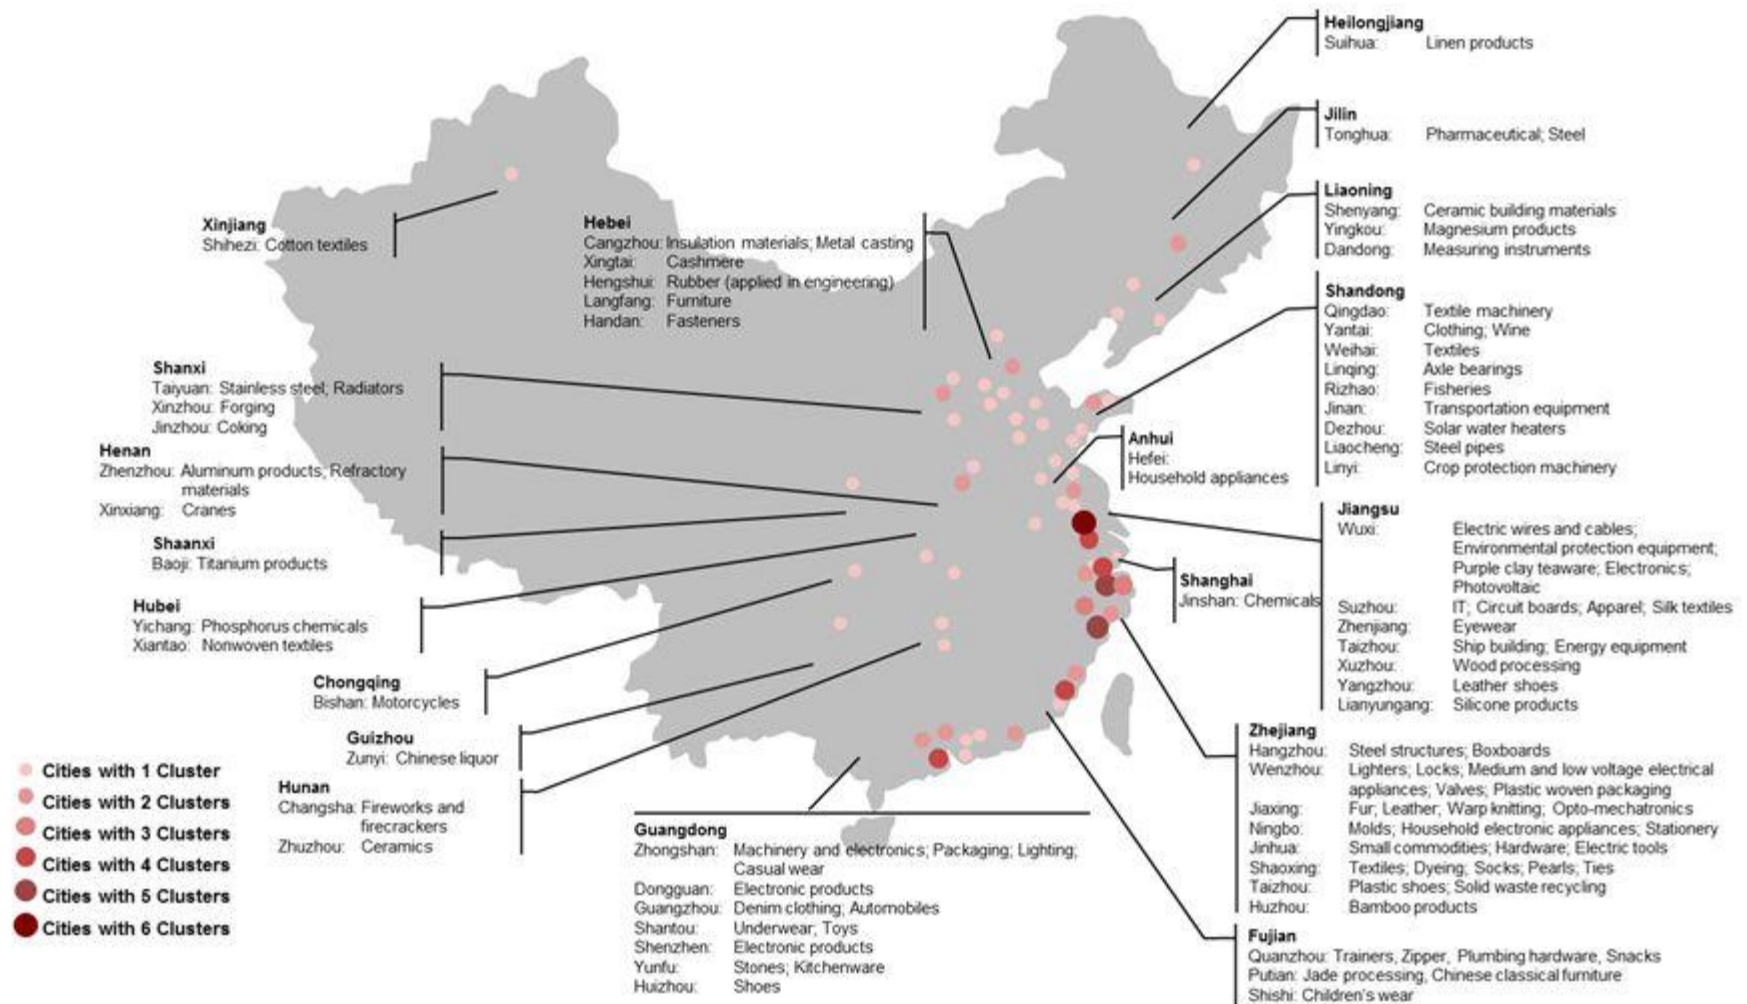 Heilongjiang
Suihua: Linen products
Jilin
Tonghua: Pharmaceutical; Steel
Liaoning
Shenyang: Ceramic building materials
Yingkou: Magnesium products
Dandong: Measuring instruments
Xinjiang
Shihezi: Cotton textiles
Hebei
Cangzhou: Insulation materials; Metal casting
Xingtai: Cashmere
Hengshui: Rubber (applied in engineering)
Langfang: Furniture
Handan: Fasteners
Shandong
Qingdao: Textile machinery
Yantai: Clothing; Wine
Weihai: Textiles
Linqing: Axle bearings
Rizhao: Fisheries
Jinan: Transportation equipment
Dezhou: Solar water heaters
Liaocheng: Steel pipes
Linyi: Crop protection machinery
Shanxi
Taiyuan: Stainless steel; Radiators
Xinzhou: Forging
Jinzhou: Coking
Henan
Zhenzhou: Aluminum products; Refractory
materials
Xinxiang: Cranes
Anhui
Hefei:
Household appliances
Shaanxi
Baoji: Titanium products
Jiangsu
Wuxi: Electric wires and cables;
Environmental protection equipment;
Purple clay teaware; Electronics;
Photovoltaic
Suzhou: IT; Circuit boards; Apparel; Silk textiles
Zhenjiang: Eyewear
Taizhou: Ship building; Energy equipment
Xuzhou: Wood processing
Yangzhou: Leather shoes
Lianyungang: Silicone products
Shanghai
Jinshan: Chemicals
Hubei
Yichang: Phosphorus chemicals
Xiantao: Nonwoven textiles
Chongqing
Bishan: Motorcycles
Guizhou
Zunyi: Chinese liquor
Hunan
Changsha: Fireworks and
firecrackers
Zhuzhou: Ceramics
Zhejiang
Hangzhou: Steel structures; Boxboards
Wenzhou: Lighters; Locks; Medium and low voltage electrical
appliances; Valves; Plastic woven packaging
Jiaxing: Fur; Leather; Warp knitting; Opto-mechatronics
Ningbo: Molds; Household electronic appliances; Stationery
Jinhua: Small commodities; Hardware; Electric tools
Shaoxing: Textiles; Dyeing; Socks; Pearls; Ties
Taizhou: Plastic shoes; Solid waste recycling
Huzhou: Bamboo products
Cities with 1 Cluster
Cities with 2 Clusters
Cities with 3 Clusters
Cities with 4 Clusters
Cities with 5 Clusters
Cities with 6 Clusters
Guangdong
Zhongshan: Machinery and electronics; Packaging; Lighting;
Casual wear
Dongguan: Electronic products
Guangzhou: Denim clothing; Automobiles
Shantou: Underwear; Toys
Shenzhen: Electronic products
Yunfu: Stones; Kitchenware
Huizhou: Shoes
Fujian
Quanzhou: Trainers, Zipper, Plumbing hardware, Snacks
Putian: Jade processing, Chinese classical furniture
Shishi: Children's wear